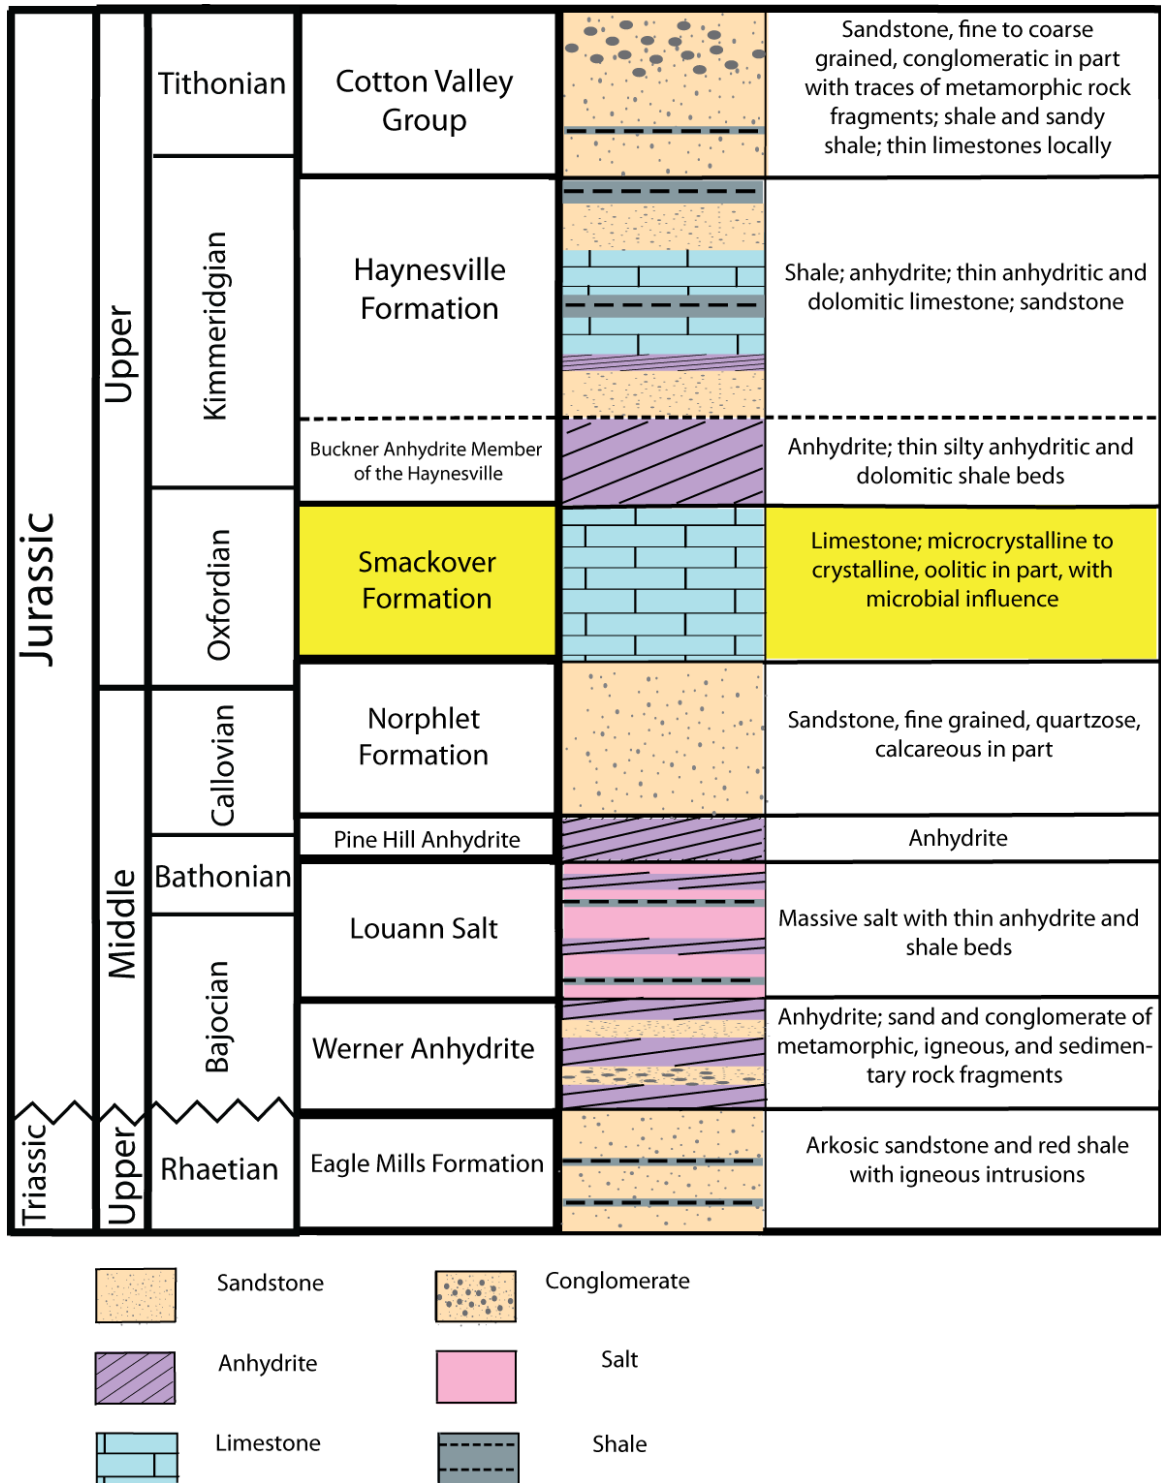 Jurassic
Triassic
Upper
Middle
Upper
Tithonian
Kimmeridgian
Oxfordian
Callovian
Bathonian
Bajocian
Rhaetian
Cotton Valley
Group
Sandstone, fine to coarse
grained, conglomeratic in part
with traces of metamorphic rock
fragments; shale and sandy
shale; thin limestones locally
Haynesville
Formation
Shale; anhydrite; thin anhydritic and
dolomitic limestone; sandstone
Buckner Anhydrite Member
of the Haynesville
Anhydrite; thin silty anhydritic and
dolomitic shale beds
Smackover
Formation
Limestone; microcrystalline to
crystalline, oolitic in part, with
microbial influence
Norphlet
Formation
Sandstone, fine grained, quartzose,
calcareous in part
Pine Hill Anhydrite
Anhydrite
Louann Salt
Massive salt with thin anhydrite and
shale beds
Werner Anhydrite
Anhydrite; sand and conglomerate of
metamorphic, igneous, and sedimen-
tary rock fragments
Eagle Mills Formation
Arkosic sandstone and red shale
with igneous intrusions
Sandstone
Conglomerate
Anhydrite
Salt
Limestone
Shale